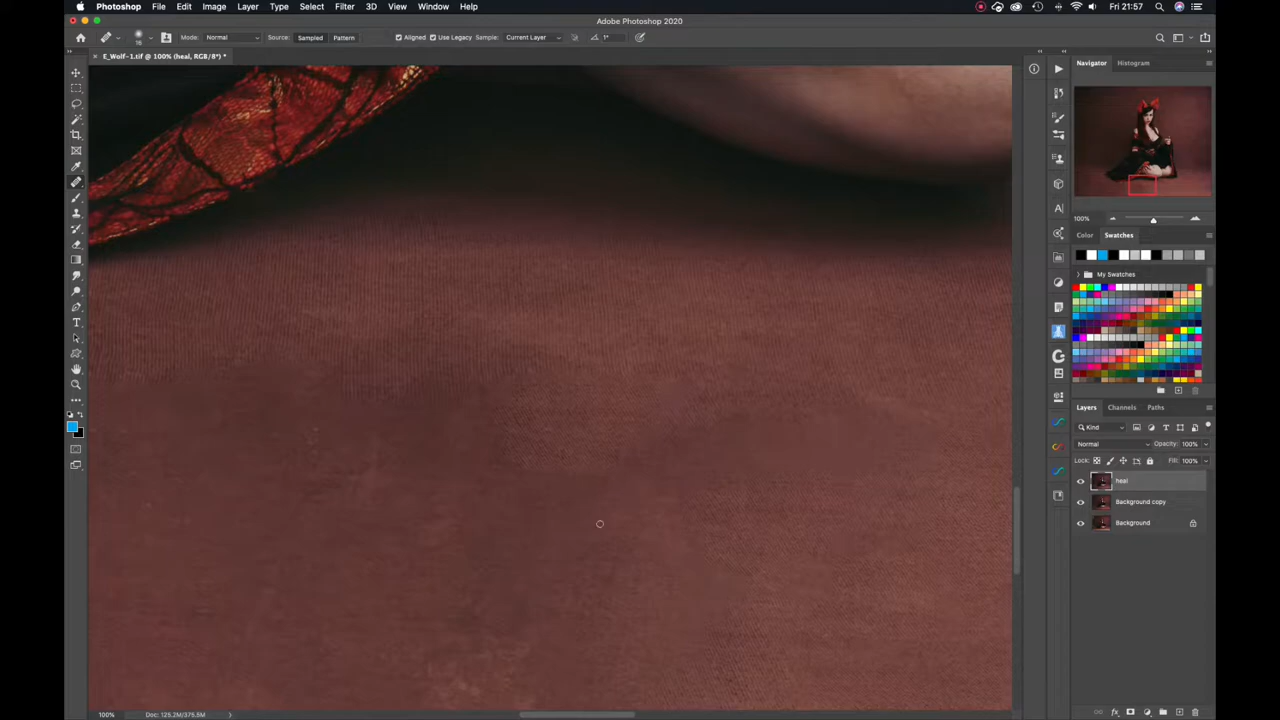 Photoshop File Edit Image Layer Type Select Filter 3D View Window Help
Fri 21:57
Adobe Photoshop 2020
Mode: Normal Source: Sampled Pattern Aligned Use Legacy Sample: Current Layer 1°
E_Wolf-1.tif @ 100% (heal, RGB/8*) *
Navigator Histogram
100%
Color Swatches
My Swatches
Layers Channels Paths
Kind
Normal Opacity: 100%
Lock: Fill: 100%
heal
Background copy
Background
100% Doc: 125.2M/375.5M